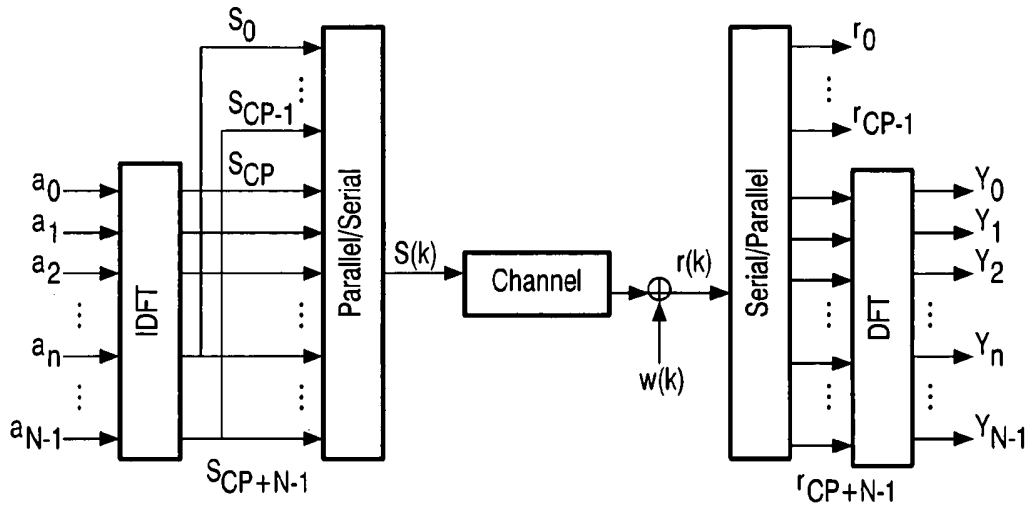 S0
SCP-1
SCP
a0
a1
a2
an
aN-1
IDFT
SCP+N-1
Parallel/Serial
S(k)
Channel
r(k)
w(k)
Serial/Parallel
r0
rCP-1
DFT
Y0
Y1
Y2
Yn
YN-1
rCP+N-1